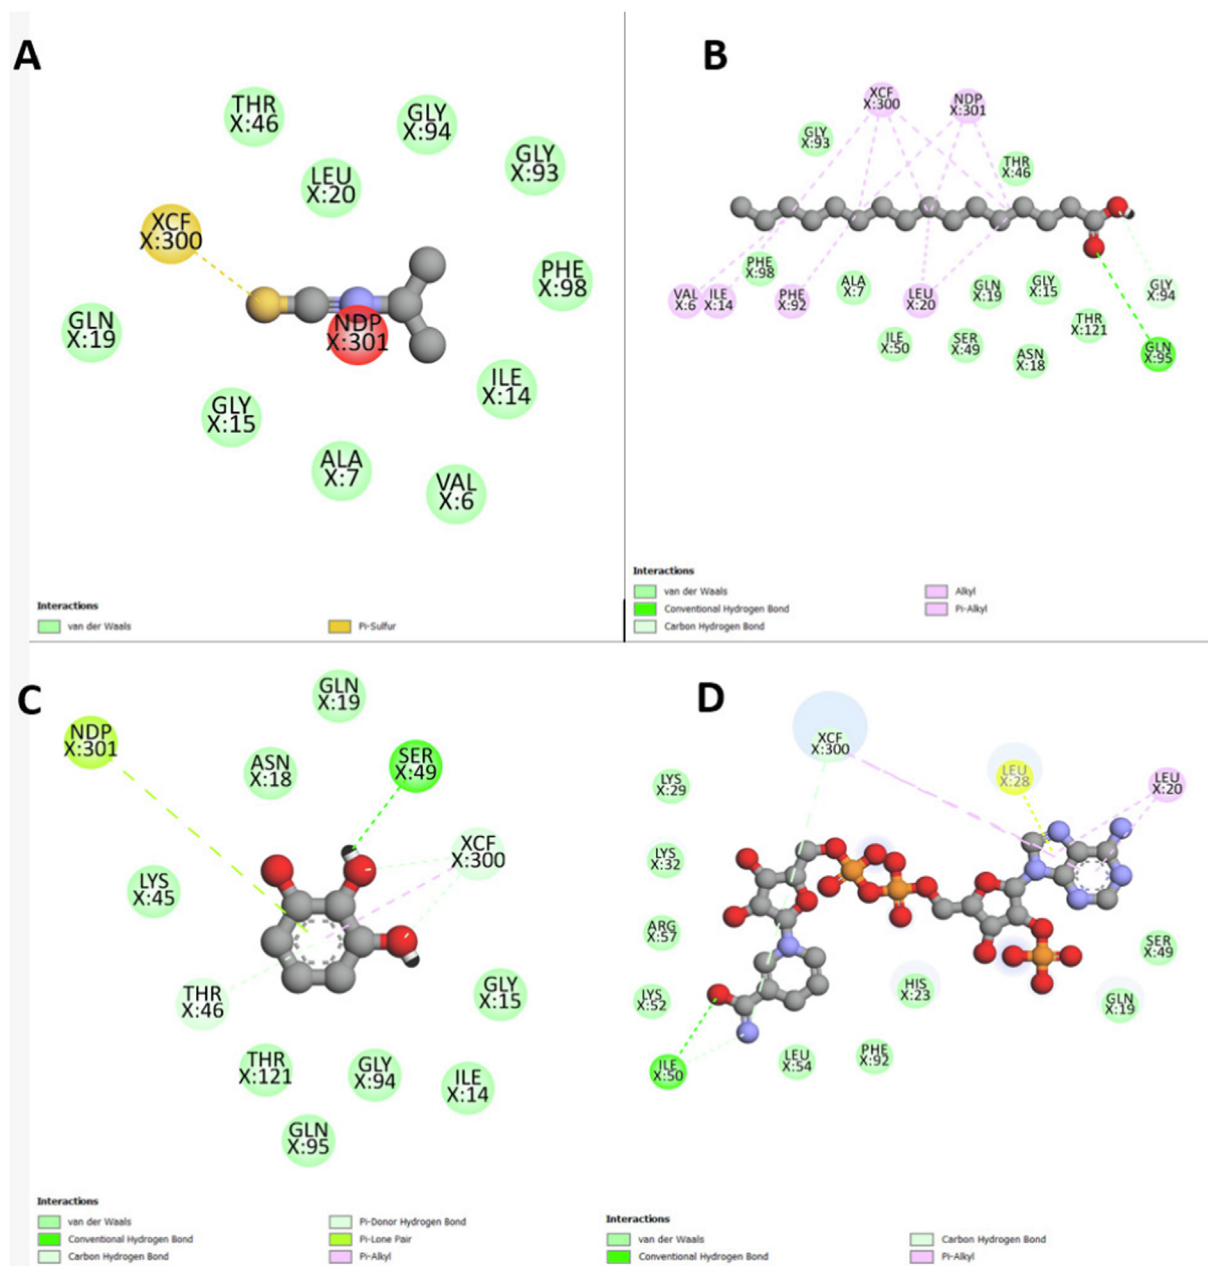 A
THR
X:46
GLY
X:94
GLY
X:93
LEU
X:20
XCF
X:300
PHE
X:98
GLN
X:19
NDP
X:301
ILE
X:14
GLY
X:15
ALA
X:7
VAL
X:6
Interactions
van der Waals
Pi-Sulfur
B
XCF
X:300
NDP
X:301
GLY
X:93
THR
X:46
PHE
X:98
VAL
X:6
ILE
X:14
PHE
X:92
ALA
X:7
LEU
X:20
GLN
X:19
GLY
X:15
GLY
X:94
THR
X:121
ILE
X:50
SER
X:49
ASN
X:18
GLN
X:95
Interactions
van der Waals
Conventional Hydrogen Bond
Carbon Hydrogen Bond
Alkyl
Pi-Alkyl
C
GLN
X:19
NDP
X:301
ASN
X:18
SER
X:49
XCF
X:300
LYS
X:45
THR
X:46
GLY
X:15
THR
X:121
GLY
X:94
ILE
X:14
GLN
X:95
Interactions
van der Waals
Conventional Hydrogen Bond
Carbon Hydrogen Bond
Pi-Donor Hydrogen Bond
Pi-Lone Pair
Pi-Alkyl
D
XCF
X:300
LYS
X:29
LEU
X:28
LEU
X:20
LYS
X:32
ARG
X:57
SER
X:49
LYS
X:52
HIS
X:23
GLN
X:19
ILE
X:50
LEU
X:54
PHE
X:92
Interactions
van der Waals
Conventional Hydrogen Bond
Carbon Hydrogen Bond
Pi-Alkyl